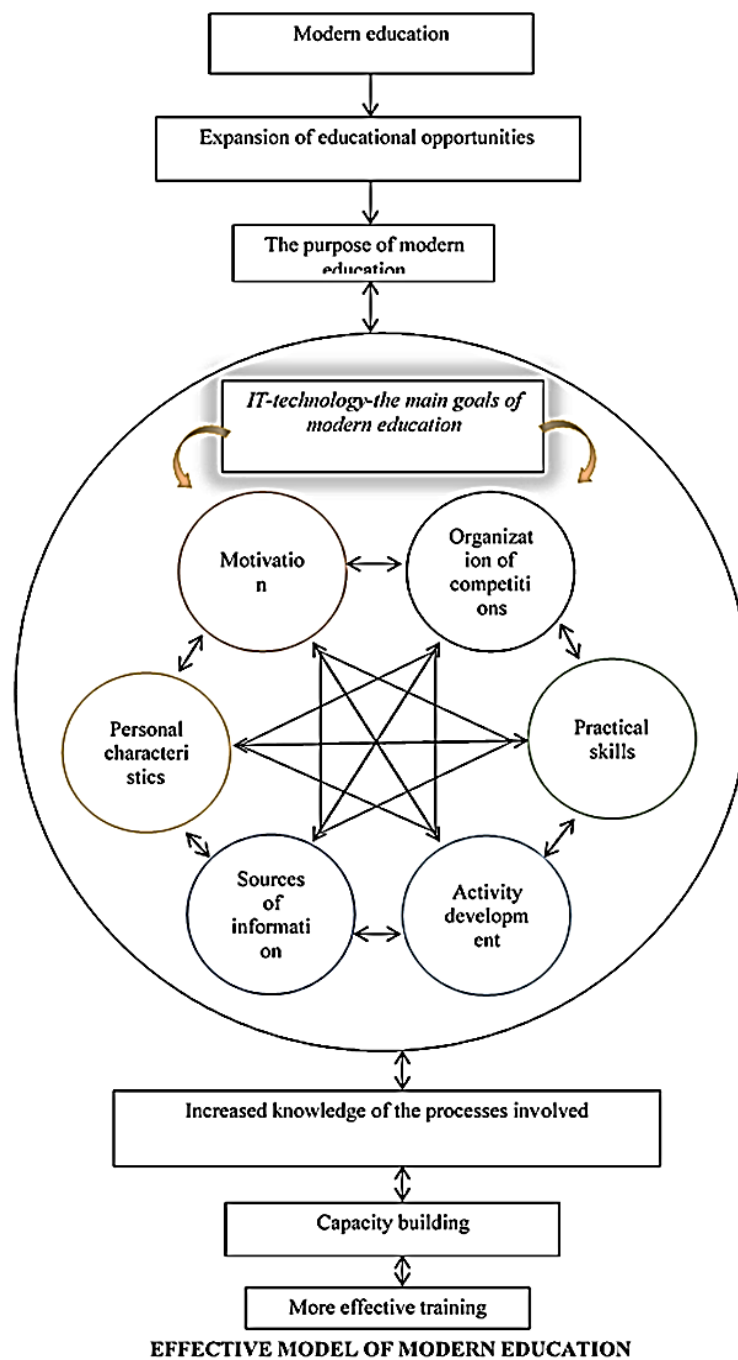 Modern education
Expansion of educational opportunities
The purpose of modern
education
IT-technology-the main goals of
modern education
Motivatio
n
Organizat
ion of
competiti
ons
Personal
characteri
stics
Practical
skills
Sources
of
informati
on
Activity
developm
ent
Increased knowledge of the processes involved
Capacity building
More effective training
EFFECTIVE MODEL OF MODERN EDUCATION